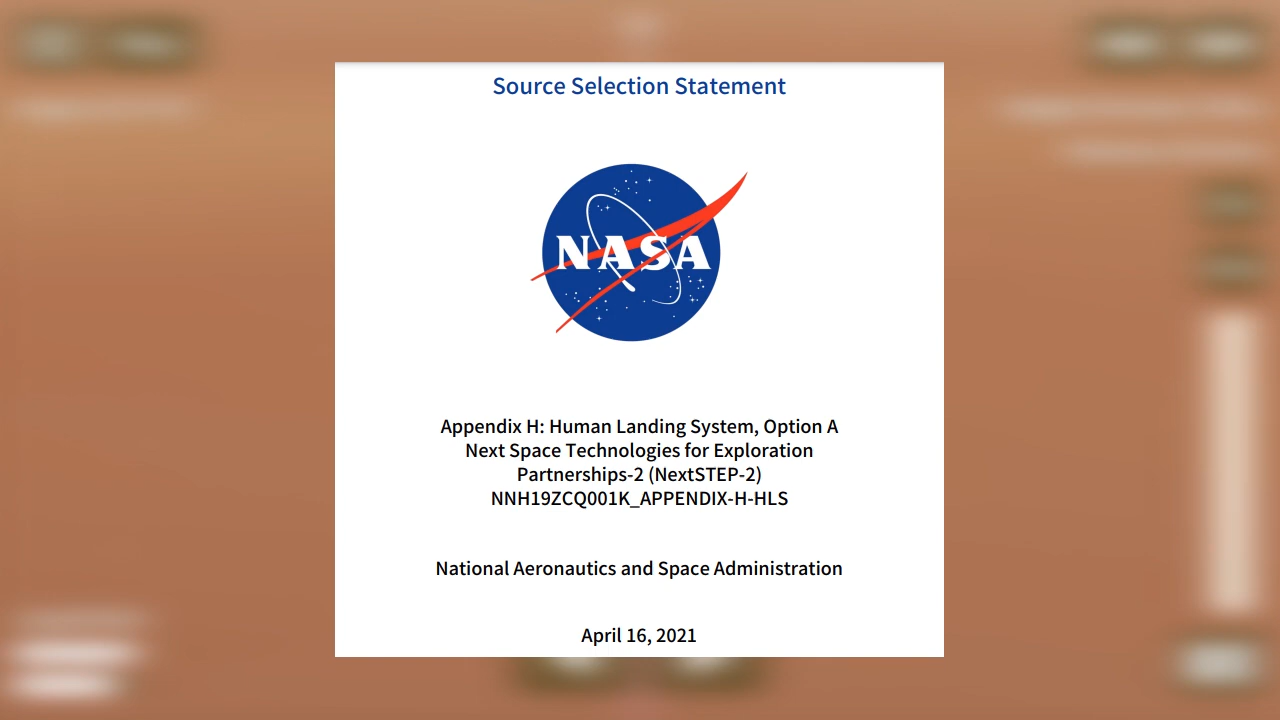 Source Selection Statement
NASA
Appendix H: Human Landing System, Option A
Next Space Technologies for Exploration
Partnerships-2 (NextSTEP-2)
NNH19ZCQ001K_APPENDIX-H-HLS
National Aeronautics and Space Administration
April 16, 2021